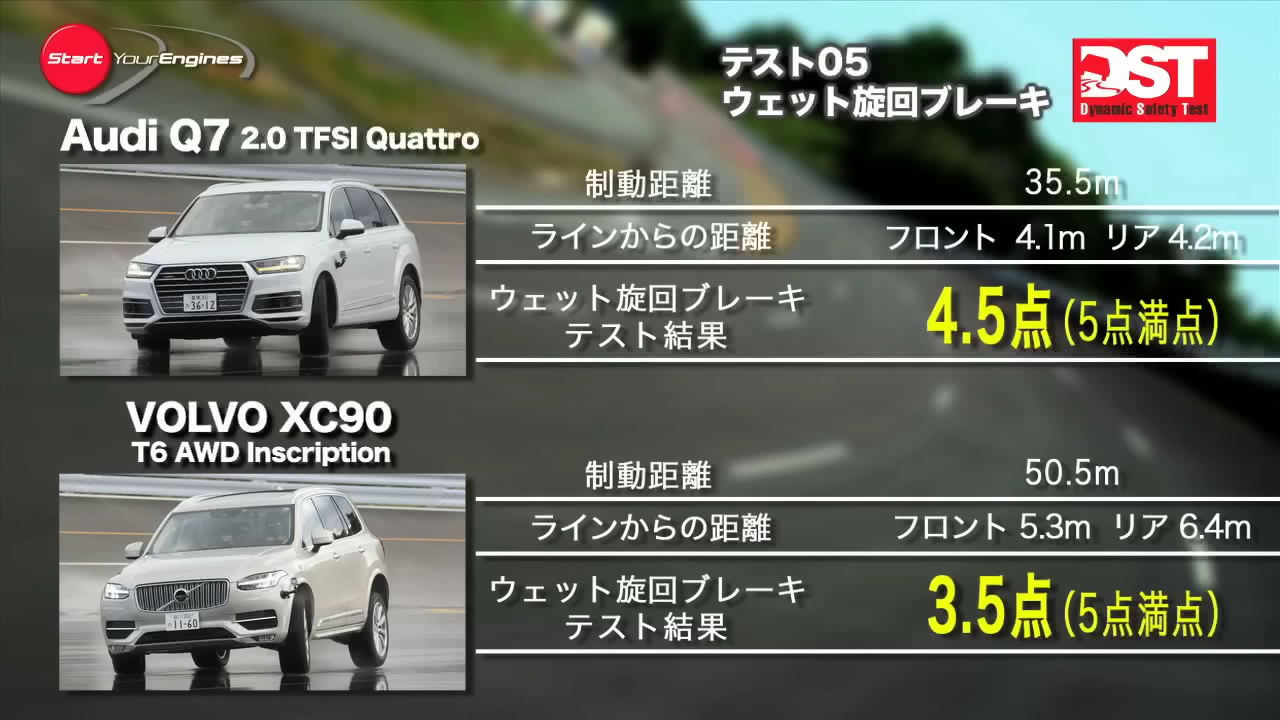 Start YourEngines
テスト05
ウェット旋回ブレーキ
DST
Dynamic Safety Test
Audi Q7 2.0 TFSI Quattro
制動距離 35.5m
ラインからの距離 フロント 4.1m リア 4.2m
ウェット旋回ブレーキ
テスト結果
4.5点(5点満点)
36-12
VOLVO XC90
T6 AWD Inscription
制動距離 50.5m
ラインからの距離 フロント 5.3m リア 6.4m
ウェット旋回ブレーキ
テスト結果
3.5点(5点満点)
11-60